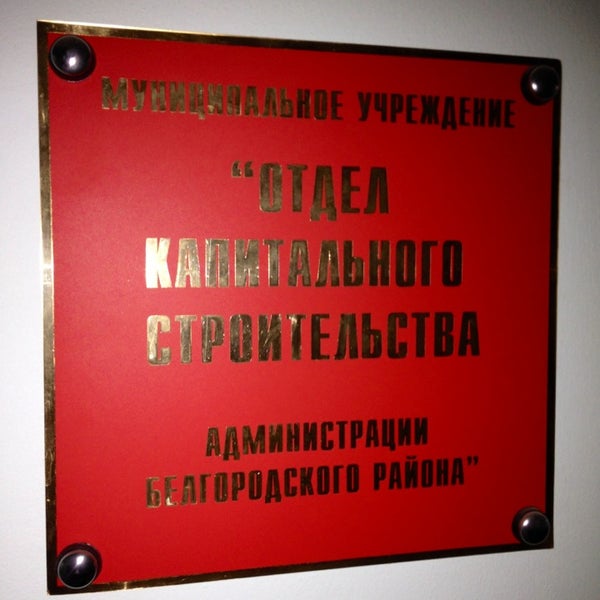 МУНИЦИПАЛЬНОЕ УЧРЕЖДЕНИЕ
“ОТДЕЛ
КАПИТАЛЬНОГО
СТРОИТЕЛЬСТВА
АДМИНИСТРАЦИИ
БЕЛГОРОДСКОГО РАЙОНА”